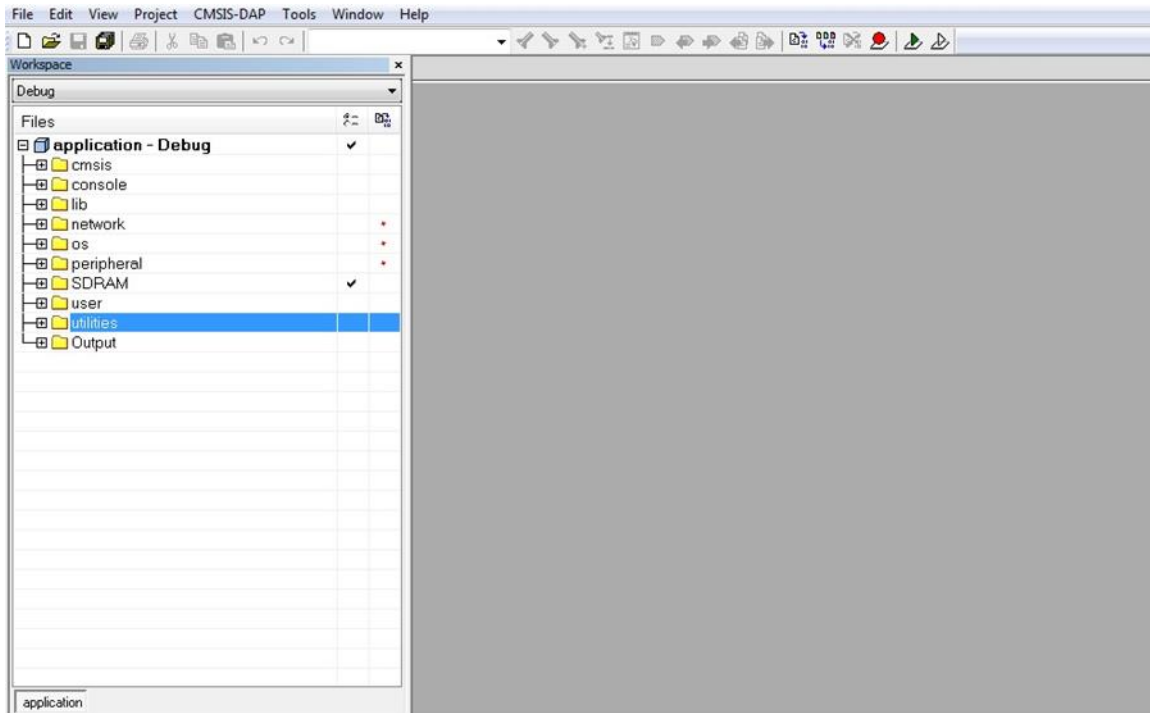 File Edit View Project CMSIS-DAP Tools Window Help
Workspace
Debug
Files
application - Debug
cmsis
console
lib
network
os
peripheral
SDRAM
user
utilities
Output
application